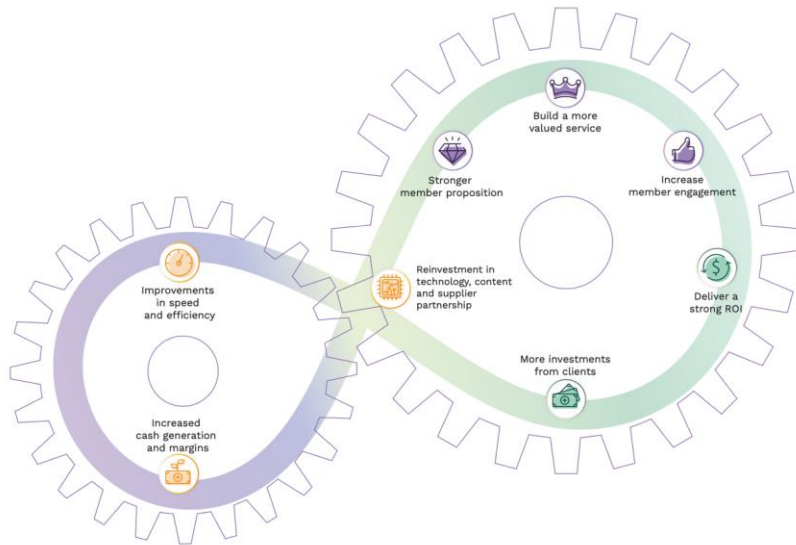 Build a more
valued service
Stronger
member proposition
Increase
member engagement
Reinvestment in
technology, content
and supplier
partnership
Deliver a
strong ROI
More investments
from clients
Improvements
in speed
and efficiency
Increased
cash generation
and margins